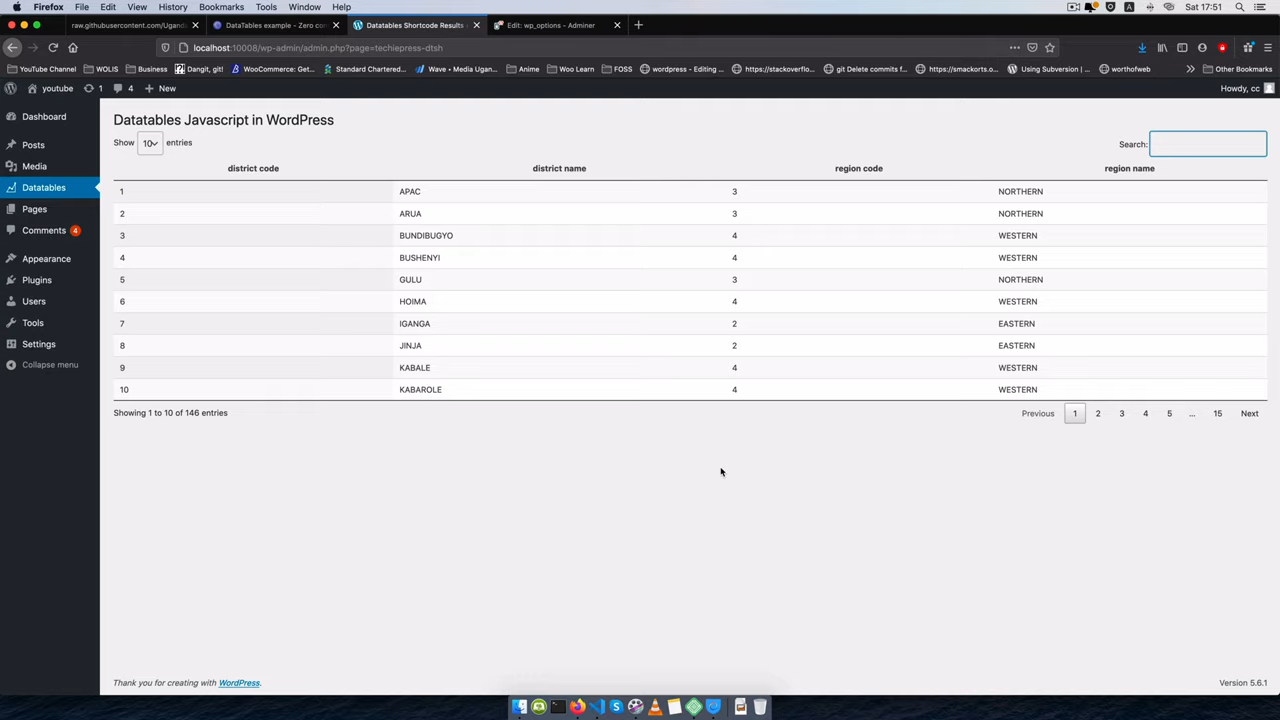 Firefox File Edit View History Bookmarks Tools Window Help Sat 17:51
raw.githubusercontent.com/Ugand DataTables example - Zero con Datatables Shortcode Results Edit: wp_options - Adminer
localhost:10008/wp-admin/admin.php?page=techiepress-dtsh
YouTube Channel WOLIS Business Dangit, git! WooCommerce: Get... Standard Chartered... Wave • Media Ugan... Anime Woo Learn FOSS wordpress - Editing ... https://stackoverflo... git Delete commits f... https://smackorts.o... Using Subversion | ... worthofweb Other Bookmarks
youtube 1 4 New Howdy, cc
Dashboard
Posts
Media
Datatables
Pages
Comments 4
Appearance
Plugins
Users
Tools
Settings
Collapse menu
Datatables Javascript in WordPress
Show 10 entries Search:
district code district name region code region name
1 APAC 3 NORTHERN
2 ARUA 3 NORTHERN
3 BUNDIBUGYO 4 WESTERN
4 BUSHENYI 4 WESTERN
5 GULU 3 NORTHERN
6 HOIMA 4 WESTERN
7 IGANGA 2 EASTERN
8 JINJA 2 EASTERN
9 KABALE 4 WESTERN
10 KABAROLE 4 WESTERN
Showing 1 to 10 of 146 entries Previous 1 2 3 4 5 ... 15 Next
Thank you for creating with WordPress. Version 5.6.1